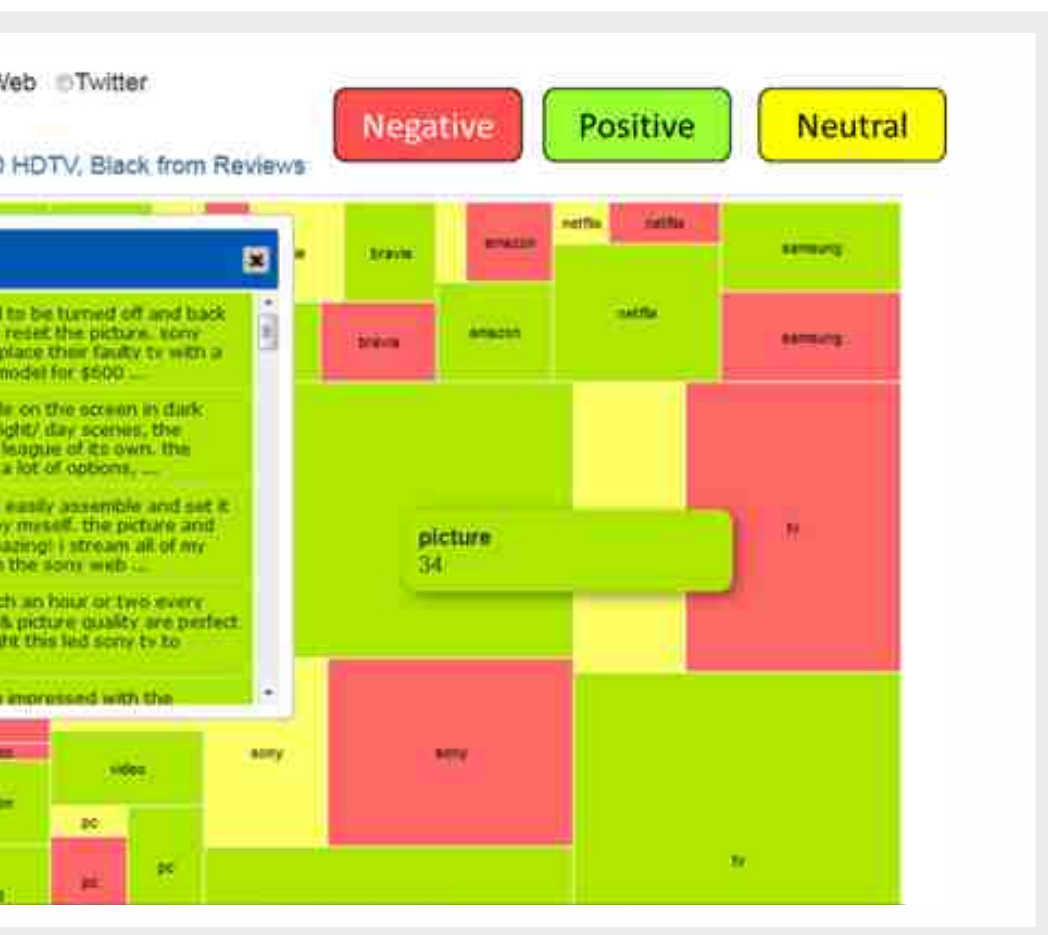 Web Twitter
Negative Positive Neutral
HDTV, Black from Reviews
netflix netflix
bravia amazon samsung
netflix
bravia amazon samsung
to be turned off and back
reset the picture. sony
place their faulty tv with a
model for $600 ...
on the screen in dark
day scenes, the
league of its own. the
a lot of options, ...
easily assemble and set it
by myself. the picture and
i stream all of my
the sony web ...
an hour or two every
& picture quality are perfect
this led sony tv to
impressed with the
picture
34
tv
sony sony
video
pc
pc
pc
tv